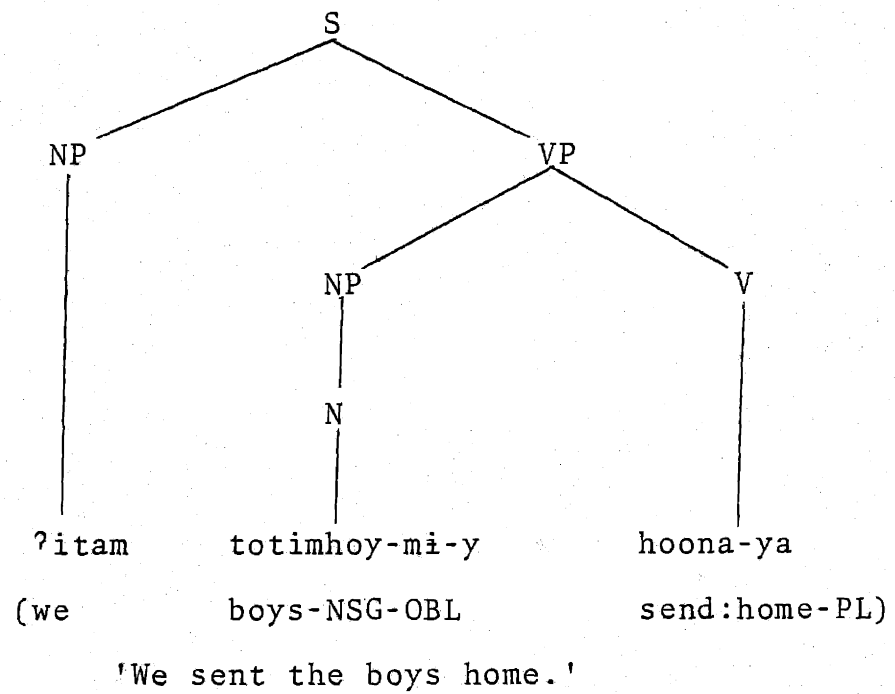 S
NP VP
NP V
N
ʔitam totimhoy-mɨ-y hoona-ya
(we boys-NSG-OBL send:home-PL)
'We sent the boys home.'